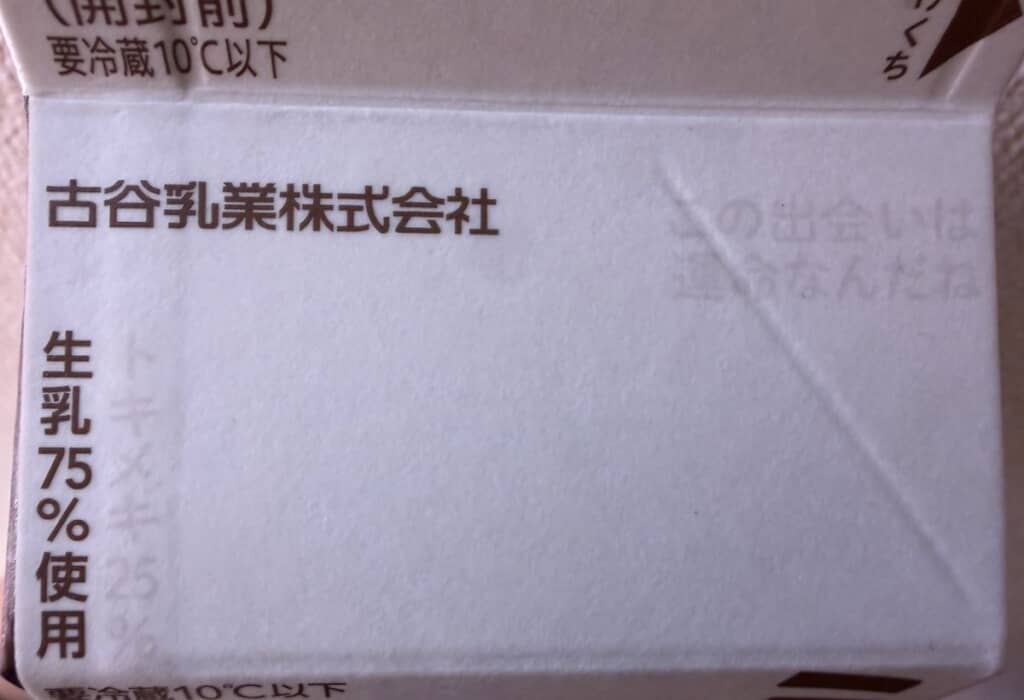 (開封前)
要冷蔵10℃以下
くち
古谷乳業株式会社
この出会いは
運命なんだね
生乳75%使用
トキメキ25%
要冷蔵10℃以下